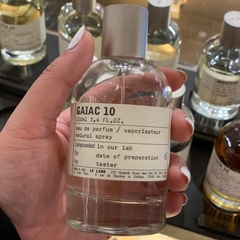 GAIAC 10
100ml 3,4 fl.oz.
eau de parfum / vaporisateur
natural spray
Compounded in our lab
On date of preparation
By tester
LE LABO